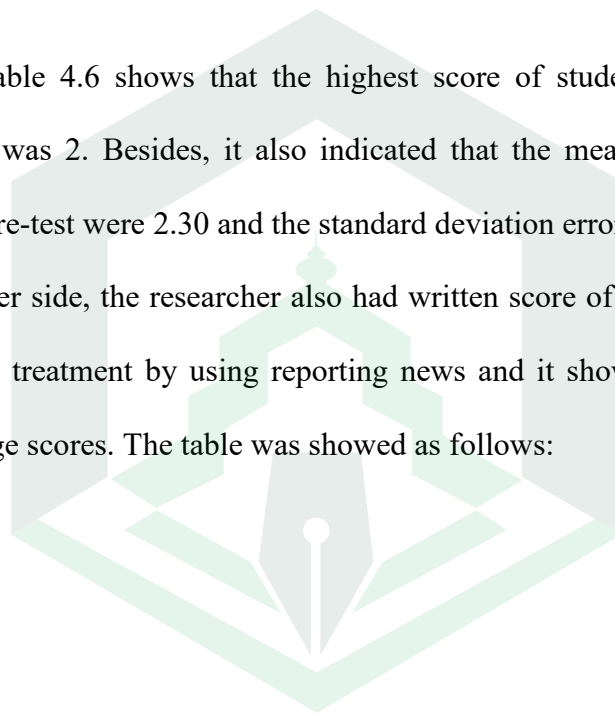 able 4.6 shows that the highest score of stude
was 2. Besides, it also indicated that the mea
re-test were 2.30 and the standard deviation error
er side, the researcher also had written score of
treatment by using reporting news and it show
ge scores. The table was showed as follows: